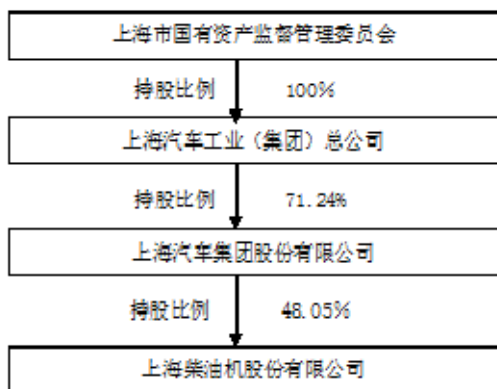 上海市国有资产监督管理委员会
持股比例 100%
上海汽车工业（集团）总公司
持股比例 71.24%
上海汽车集团股份有限公司
持股比例 48.05%
上海柴油机股份有限公司